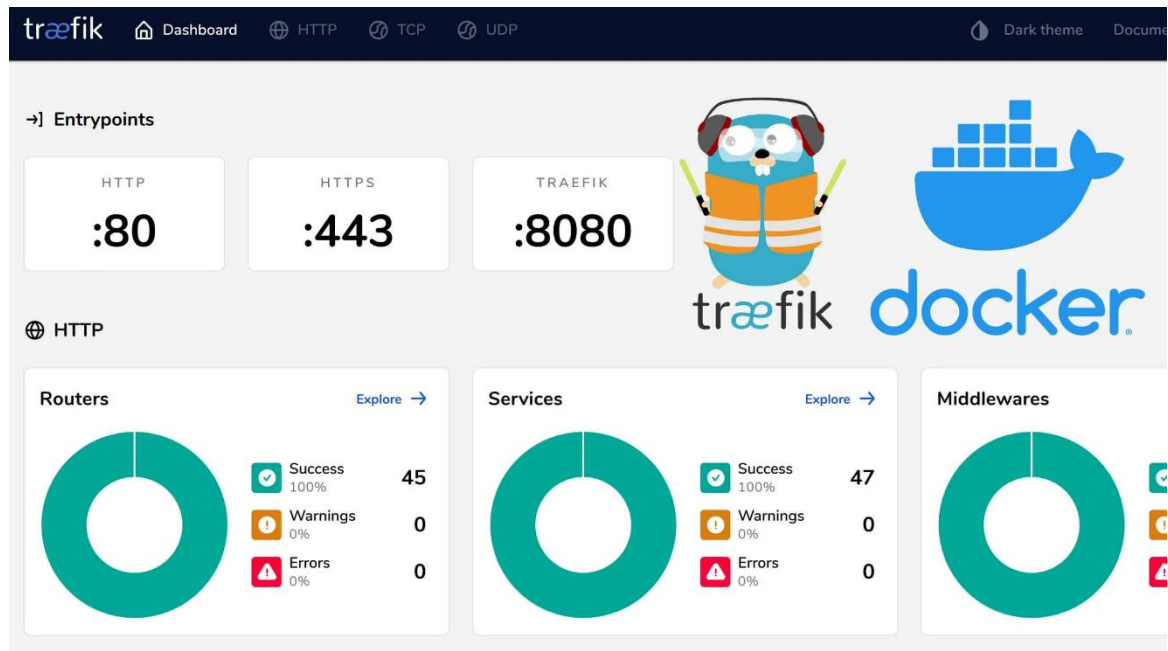 træfik Dashboard HTTP TCP UDP Dark theme Docume
Entrypoints
HTTP
:80
HTTPS
:443
TRAEFIK
:8080
træfik
docker
HTTP
Routers
Explore
Success
100%
45
Warnings
0%
0
Errors
0%
0
Services
Explore
Success
100%
47
Warnings
0%
0
Errors
0%
0
Middlewares